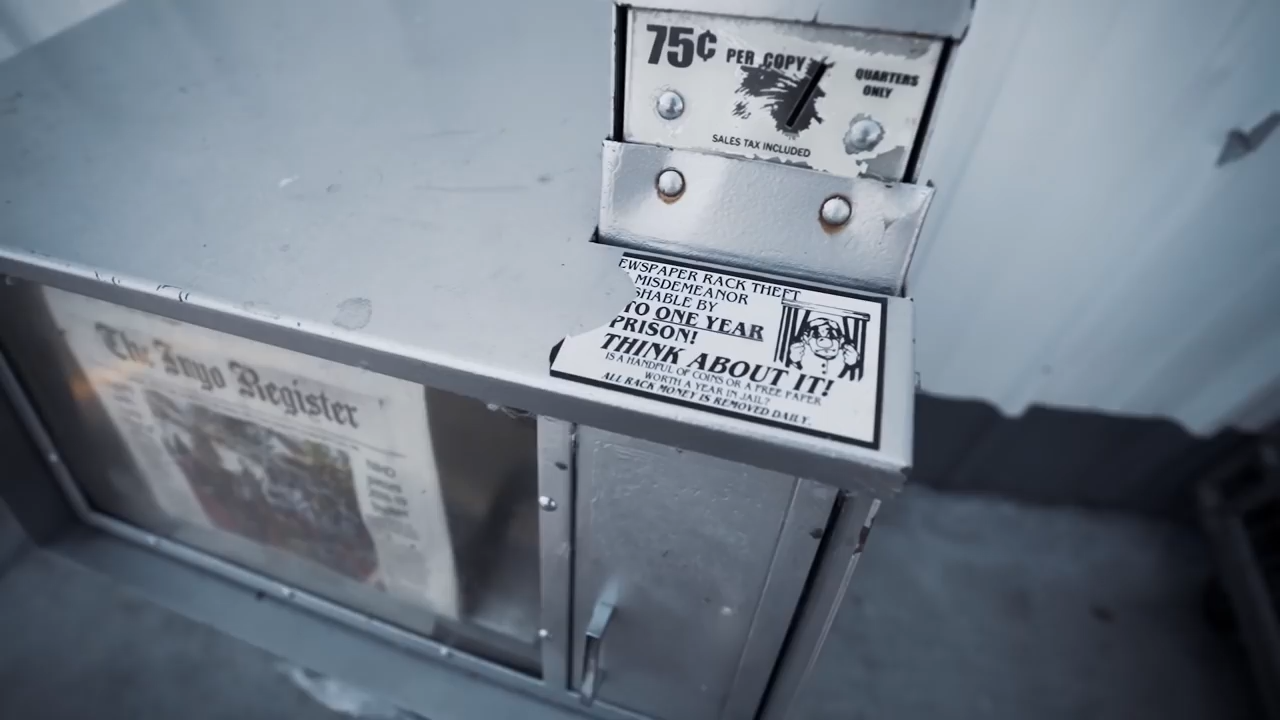 75¢ PER COPY
QUARTERS
ONLY
SALES TAX INCLUDED
EWSPAPER RACK THEFT
MISDEMEANOR
SHABLE BY
TO ONE YEAR
PRISON!
THINK ABOUT IT!
IS A HANDFUL OF COINS OR A FREE PAPER
WORTH A YEAR IN JAIL?
ALL RACK MONEY IS REMOVED DAILY.
The Inyo Register